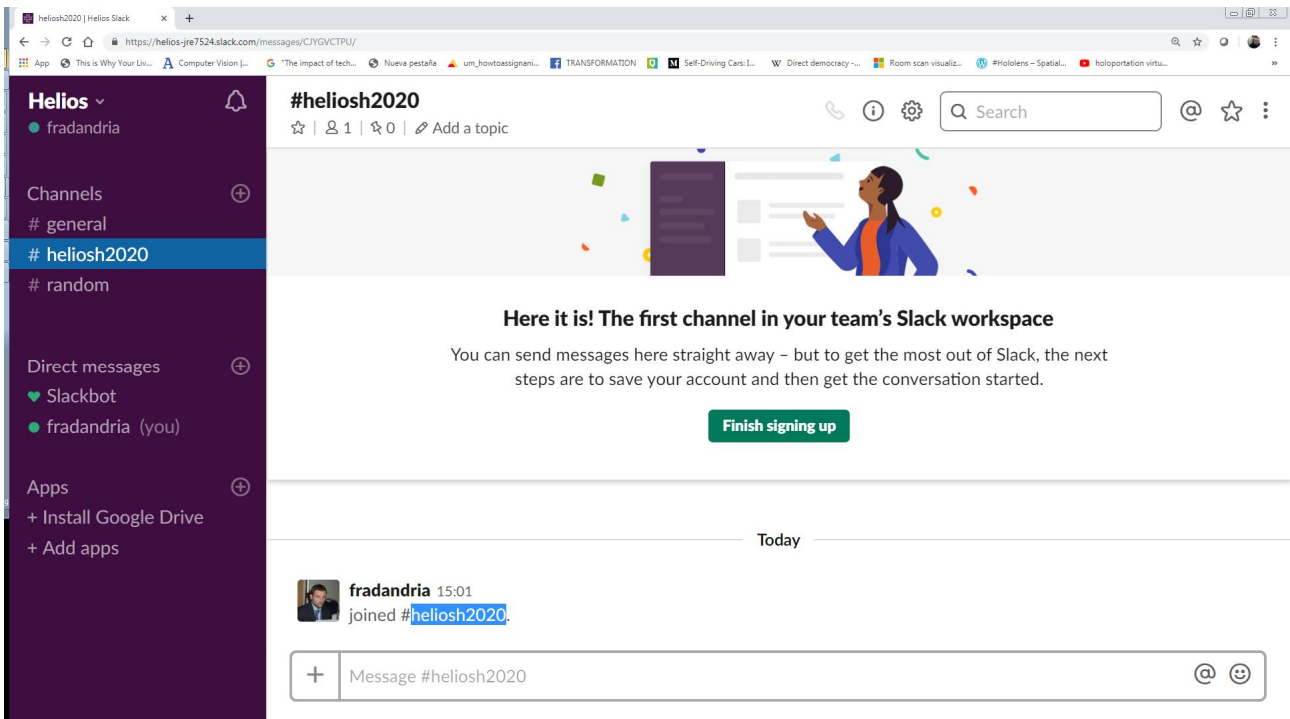 heliosh2020 | Helios Slack
https://helios-jre7524.slack.com/messages/CJYGVCTPU/
App This is Why Your Liv... Computer Vision |... "The impact of tech... Nueva pestaña um_howtoassignani... TRANSFORMATION Self-Driving Cars: I... Direct democracy -... Room scan visualiz... #Hololens – Spatial... holoportation virtu... »
Helios
fradandria
Channels
# general
# heliosh2020
# random
Direct messages
Slackbot
fradandria (you)
Apps
+ Install Google Drive
+ Add apps
#heliosh2020
1 | 0 | Add a topic
Search
Here it is! The first channel in your team’s Slack workspace
You can send messages here straight away – but to get the most out of Slack, the next
steps are to save your account and then get the conversation started.
Finish signing up
Today
fradandria 15:01
joined #heliosh2020.
Message #heliosh2020